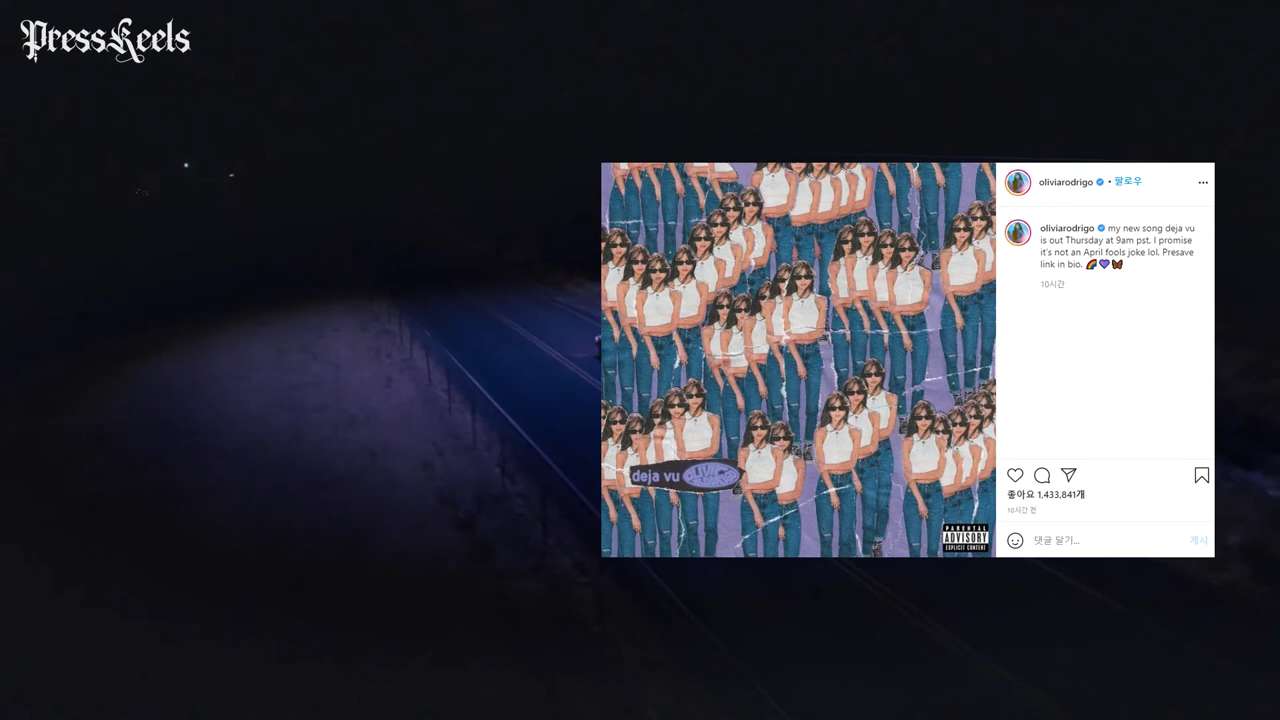 PressKeels
oliviarodrigo • 팔로우
oliviarodrigo my new song deja vu
is out Thursday at 9am pst. I promise
it's not an April fools joke lol. Presave
link in bio. 🌈💜🦋
10시간
deja vu
PARENTAL
ADVISORY
EXPLICIT CONTENT
좋아요 1,433,841개
10시간 전
댓글 달기...
게시